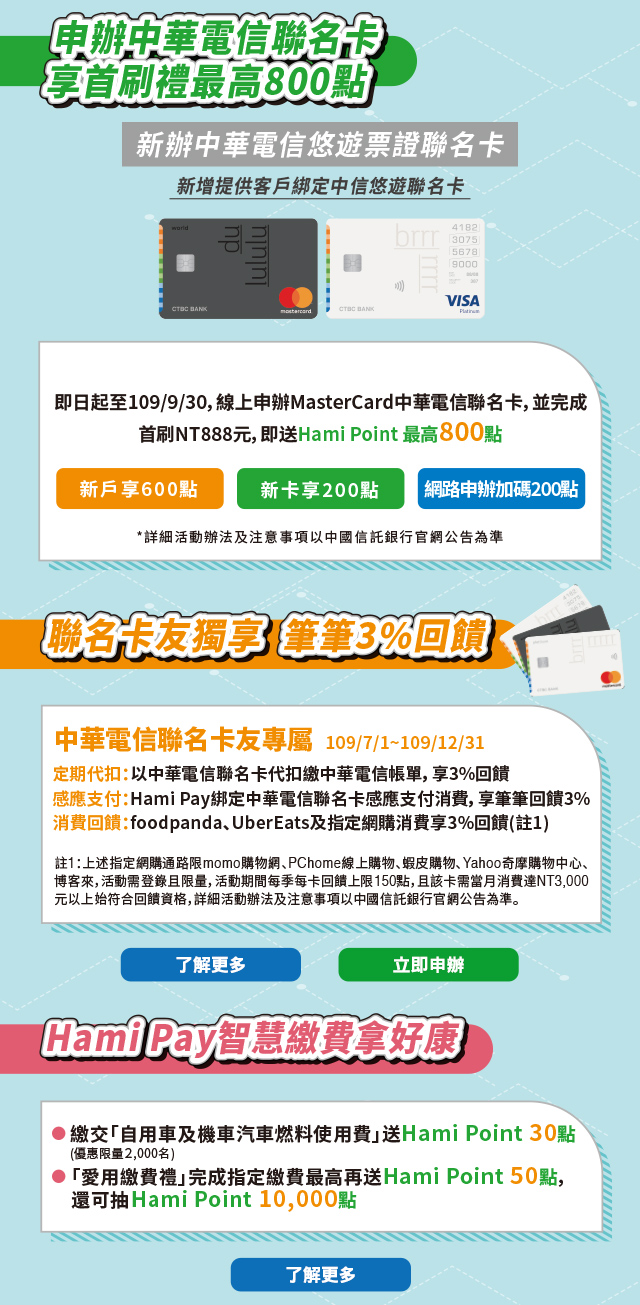 申辦中華電信聯名卡
享首刷禮最高800點
新辦中華電信悠遊票證聯名卡
新增提供客戶綁定中信悠遊聯名卡
world
CTBC BANK
mastercard
brrr
4182
3075
5678
9000
CTBC BANK
VISA
Platinum
即日起至109/9/30, 線上申辦MasterCard中華電信聯名卡, 並完成
首刷NT888元, 即送Hami Point 最高800點
新戶享600點
新卡享200點
網路申辦加碼200點
*詳細活動辦法及注意事項以中國信託銀行官網公告為準
聯名卡友獨享 筆筆3%回饋
中華電信聯名卡友專屬 109/7/1~109/12/31
定期代扣:以中華電信聯名卡代扣繳中華電信帳單, 享3%回饋
感應支付:Hami Pay綁定中華電信聯名卡感應支付消費, 享筆筆回饋3%
消費回饋:foodpanda、UberEats及指定網購消費享3%回饋(註1)
註1:上述指定網購通路限momo購物網、PChome線上購物、蝦皮購物、Yahoo奇摩購物中心、
博客來, 活動需登錄且限量, 活動期間每季每卡回饋上限150點, 且該卡需當月消費達NT3,000
元以上始符合回饋資格, 詳細活動辦法及注意事項以中國信託銀行官網公告為準。
了解更多
立即申辦
Hami Pay智慧繳費拿好康
● 繳交「自用車及機車汽車燃料使用費」送Hami Point 30點
(優惠限量2,000名)
● 「愛用繳費禮」完成指定繳費最高再送Hami Point 50點,
還可抽Hami Point 10,000點
了解更多